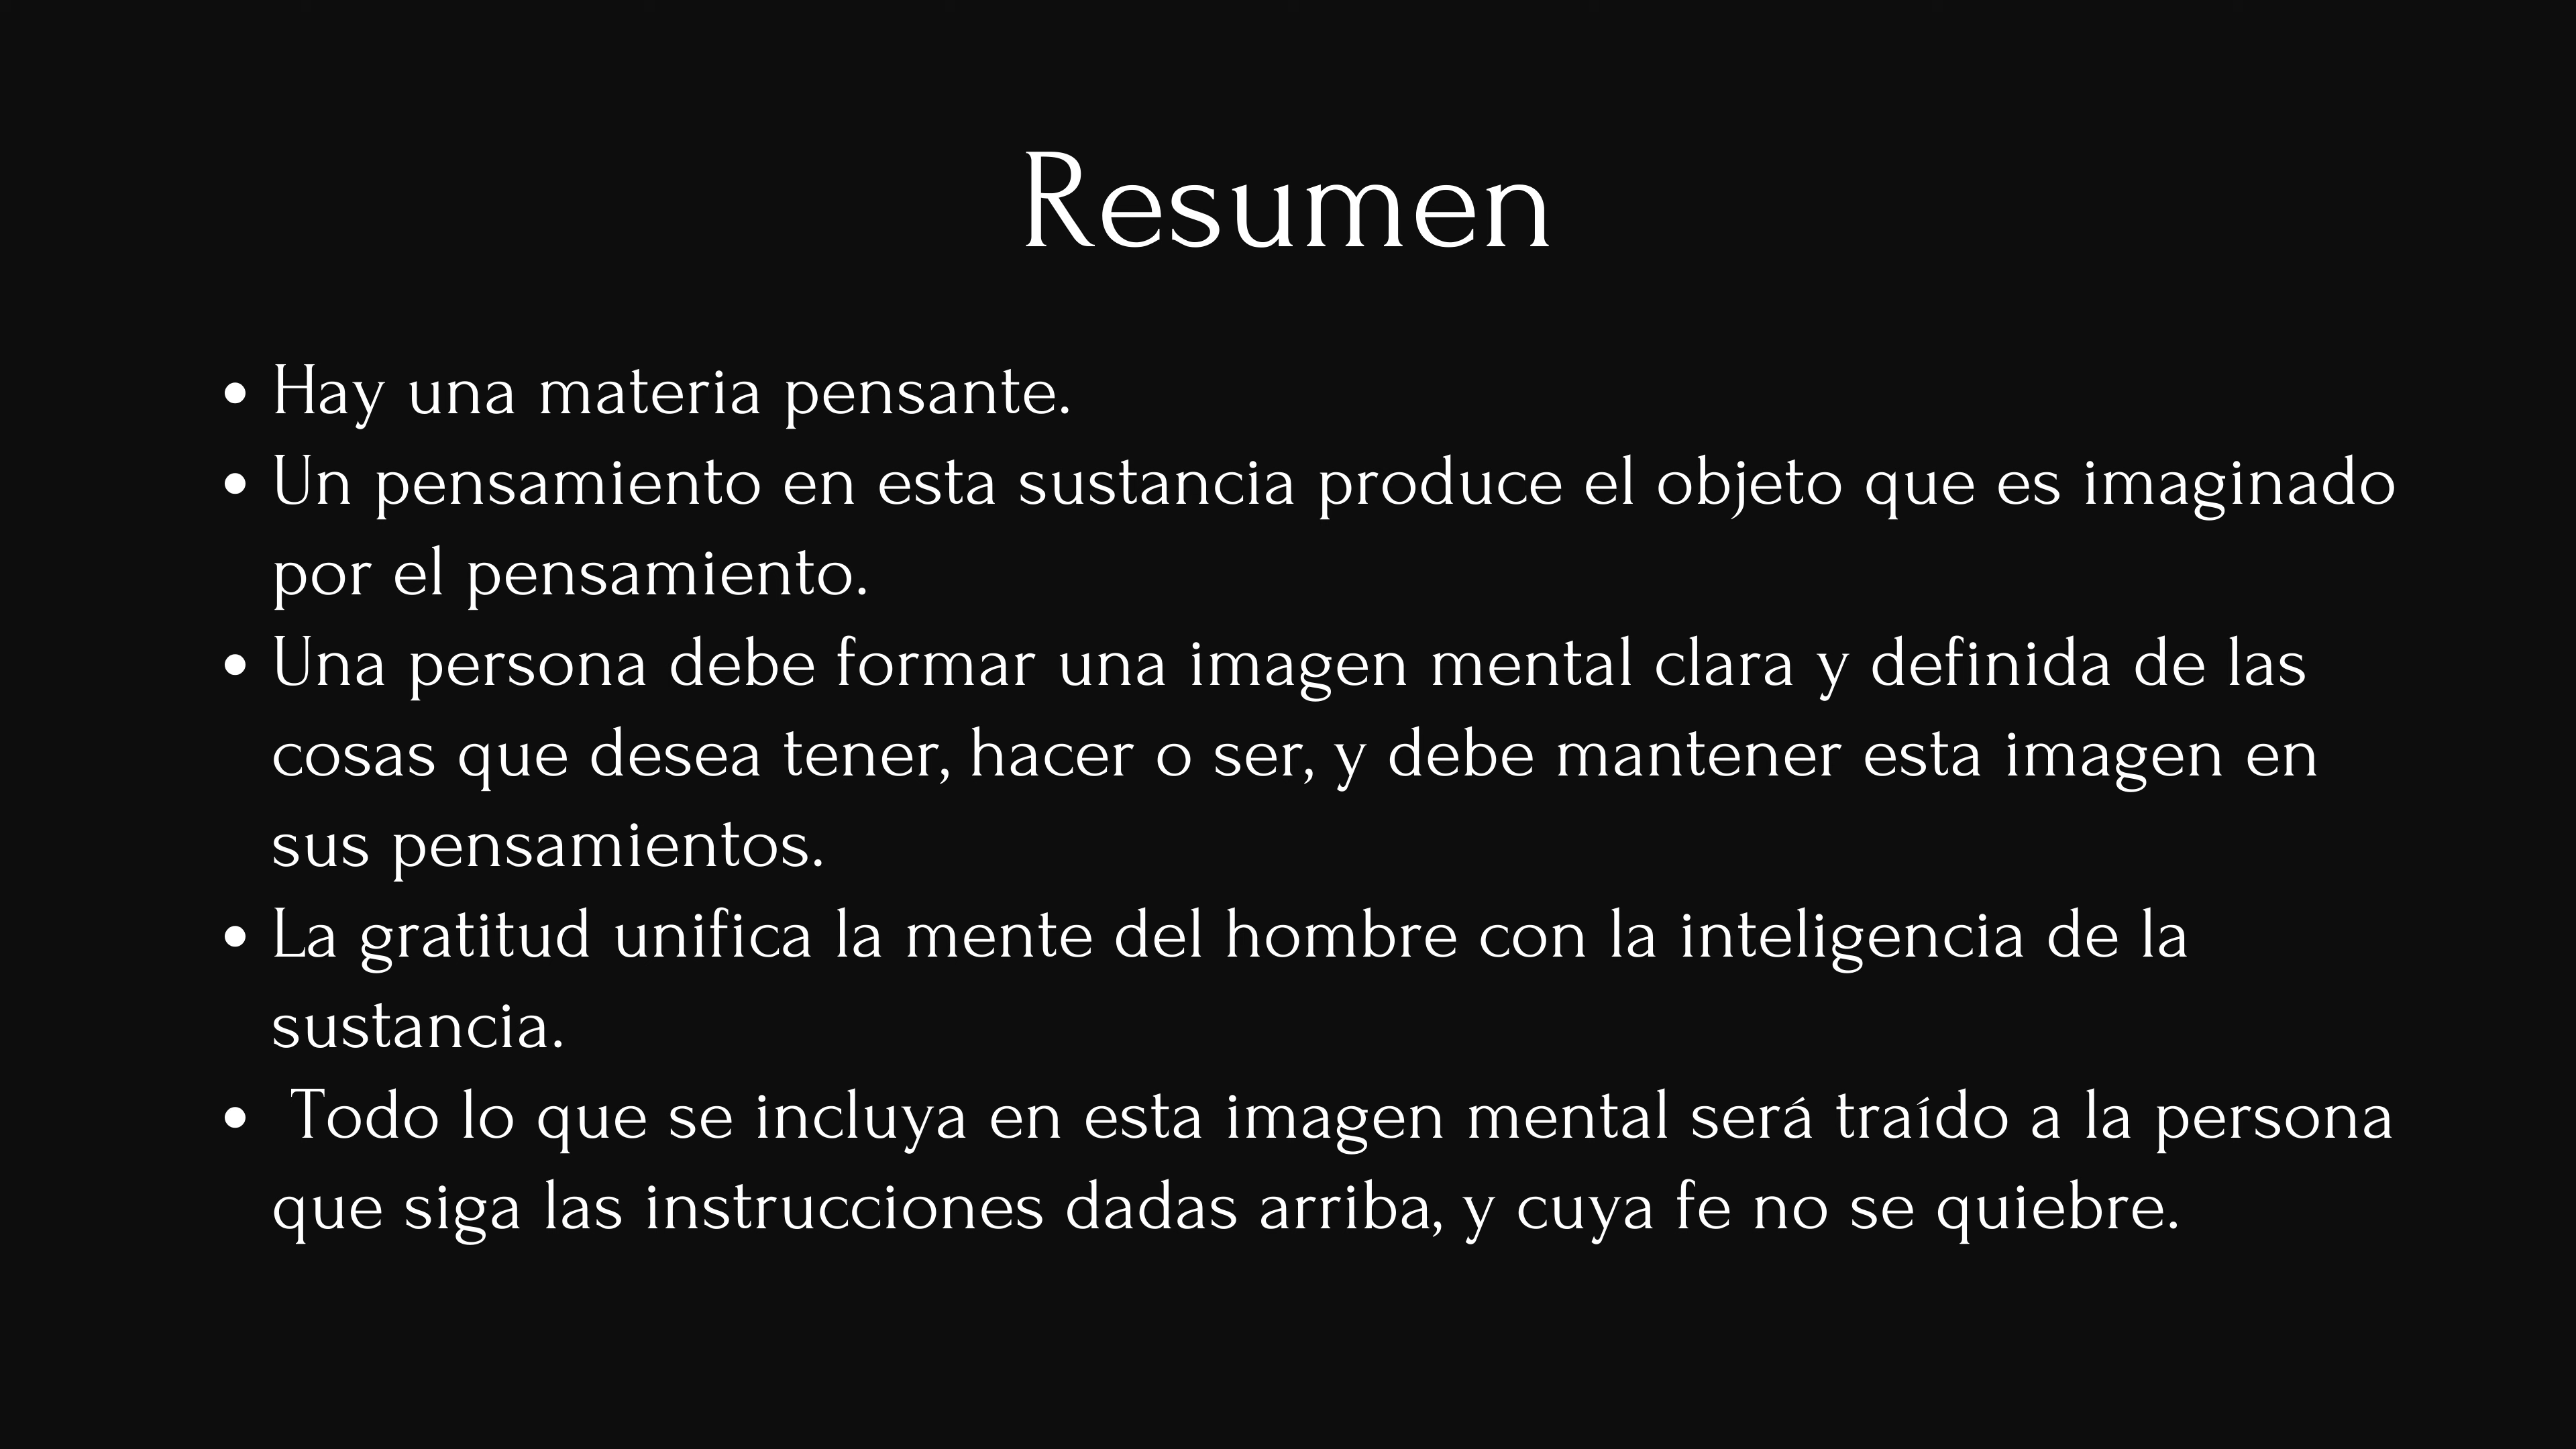 Resumen
• Hay una materia pensante.
• Un pensamiento en esta sustancia produce el objeto que es imaginado
por el pensamiento.
• Una persona debe formar una imagen mental clara y definida de las
cosas que desea tener, hacer o ser, y debe mantener esta imagen en
sus pensamientos.
• La gratitud unifica la mente del hombre con la inteligencia de la
sustancia.
• Todo lo que se incluya en esta imagen mental será traído a la persona
que siga las instrucciones dadas arriba, y cuya fe no se quiebre.